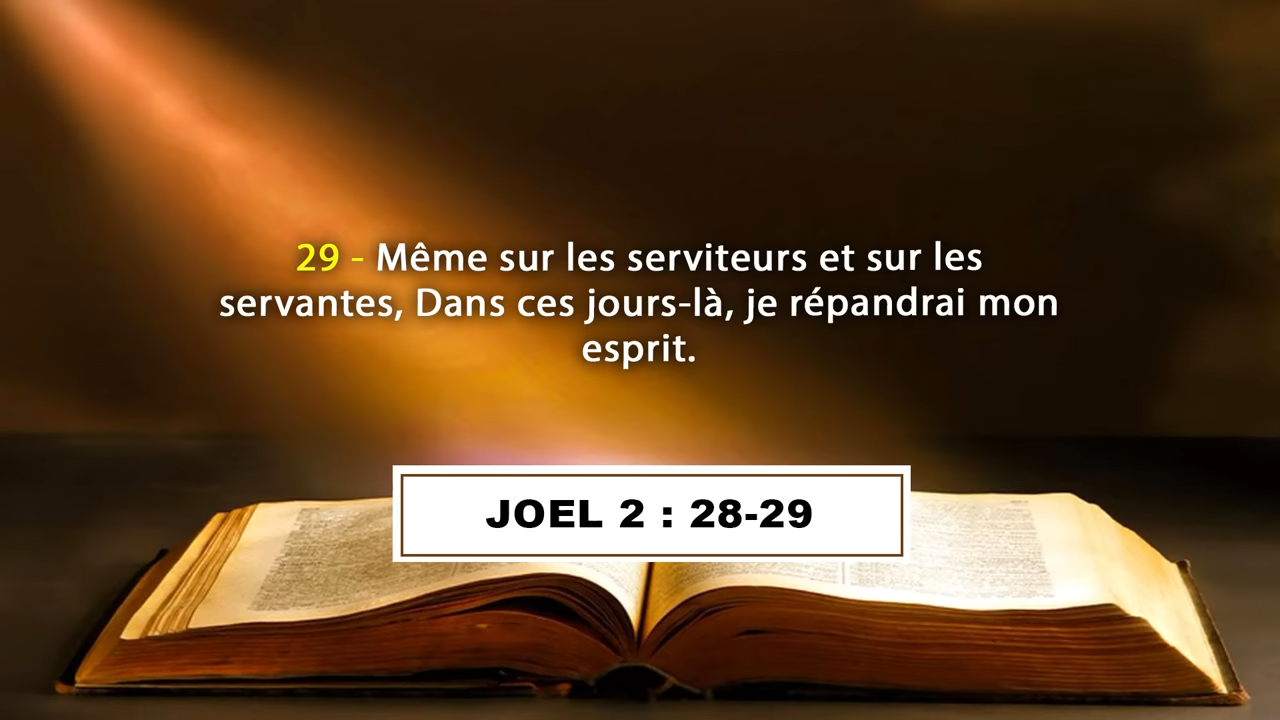 29 - Même sur les serviteurs et sur les
servantes, Dans ces jours-là, je répandrai mon
esprit.
JOEL 2 : 28-29